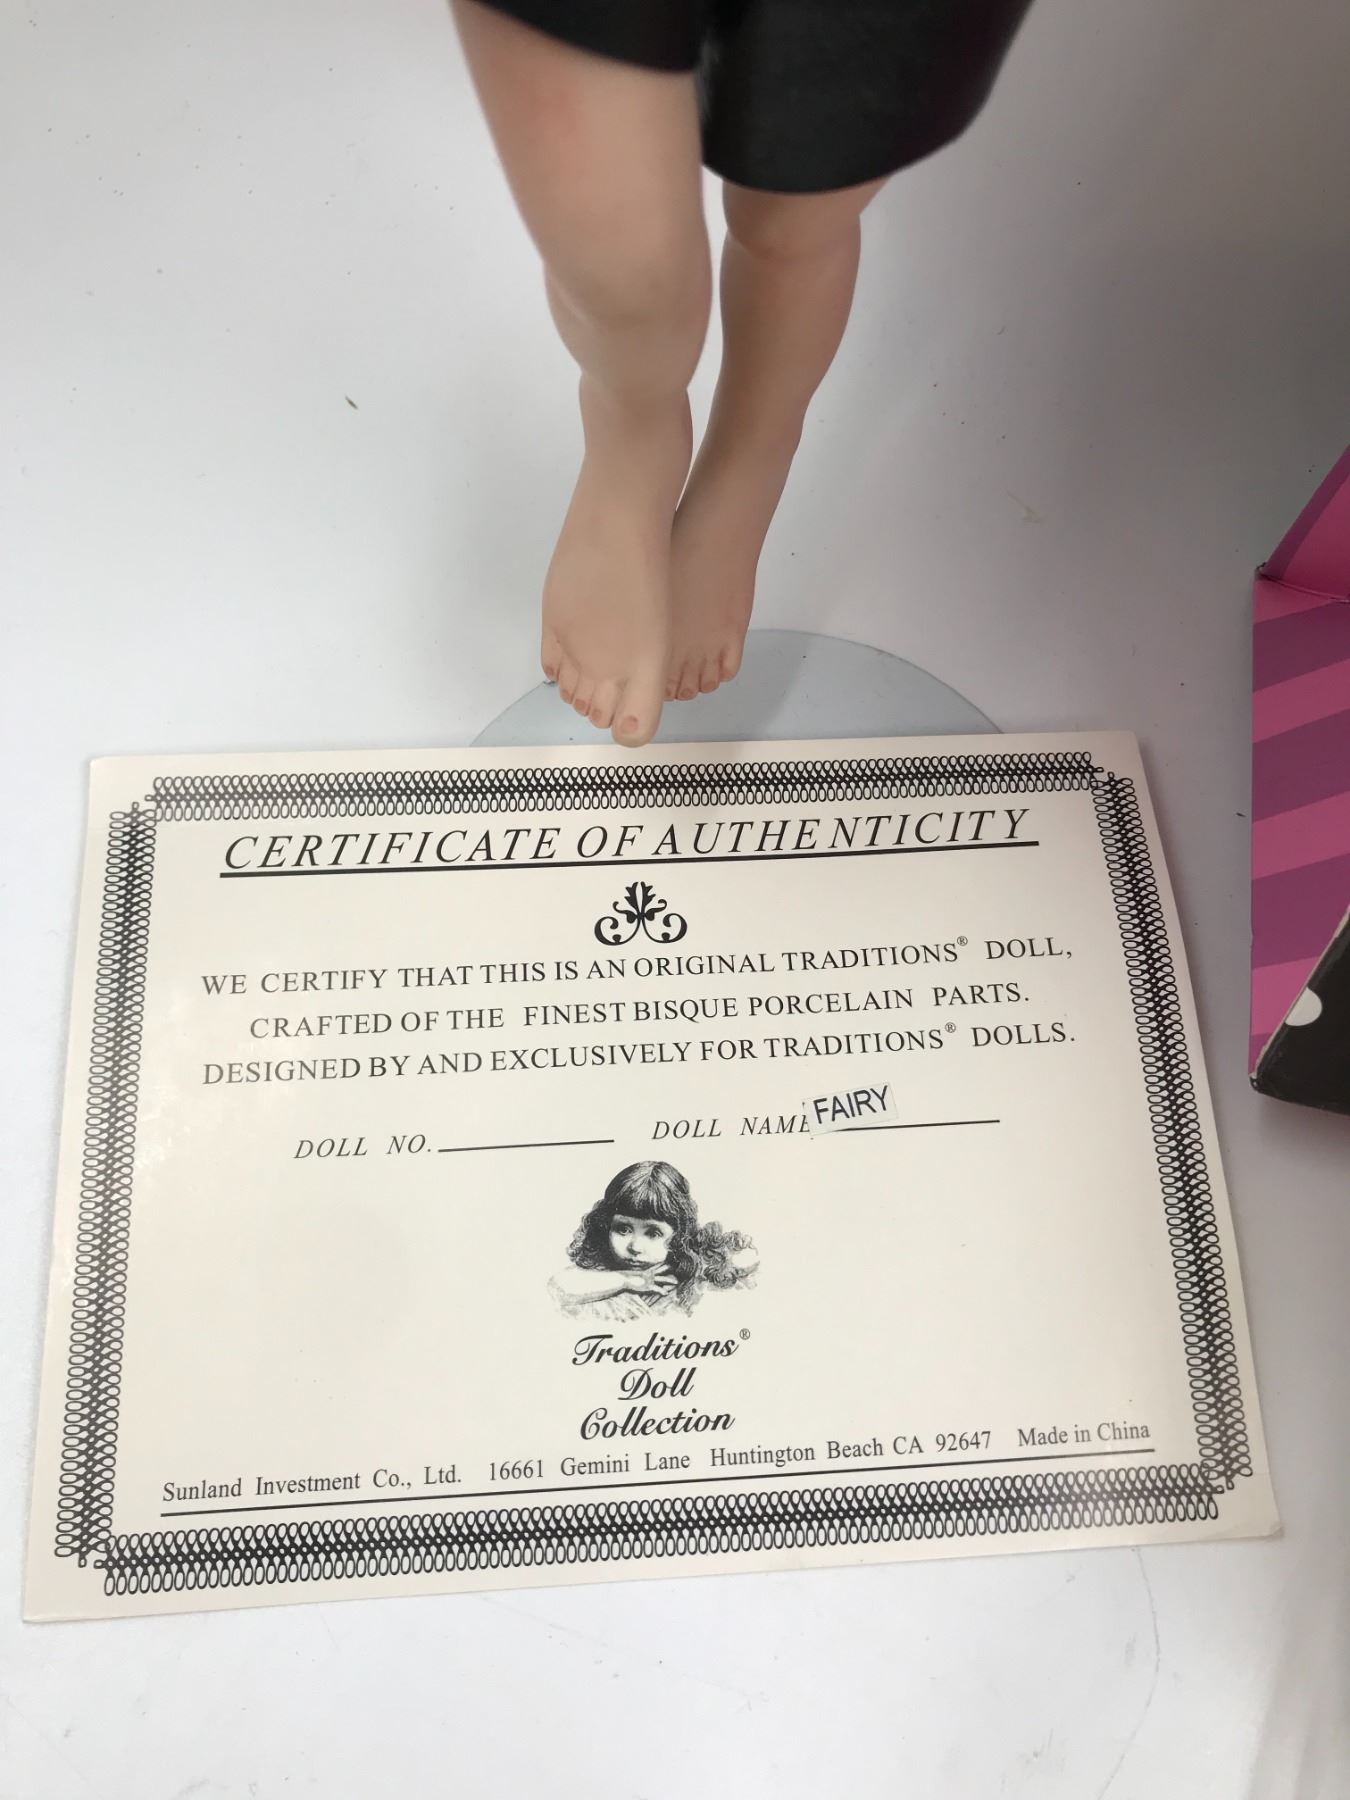 CERTIFICATE OF AUTHENTICITY
WE CERTIFY THAT THIS IS AN ORIGINAL TRADITIONS® DOLL,
CRAFTED OF THE FINEST BISQUE PORCELAIN PARTS.
DESIGNED BY AND EXCLUSIVELY FOR TRADITIONS® DOLLS.
DOLL NO. DOLL NAME FAIRY
Traditions®
Doll
Collection
Sunland Investment Co., Ltd. 16661 Gemini Lane Huntington Beach CA 92647 Made in China